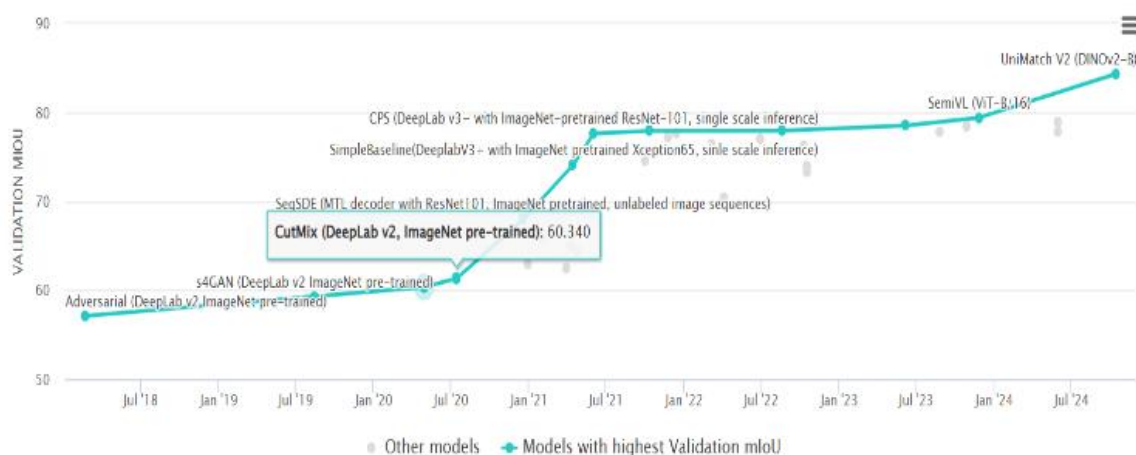 90
UniMatch V2 (DINOv2-B)
80
SemiVL (ViT-B/16)
CPS (DeepLab v3- with ImageNet-pretrained ResNet-101, single scale inference)
SimpleBaseline(DeeplabV3- with ImageNet pretrained Xception65, sinle scale inference)
VALIDATION MIOU
70
SegSDE (MTL decoder with ResNet101, ImageNet pretrained, unlabeled image sequences)
CutMix (DeepLab v2, ImageNet pre-trained): 60.340
s4GAN (DeepLab v2 ImageNet pre-trained)
60
Adversarial (DeepLab v2 ImageNet pre-trained)
50
Jul '18 Jan '19 Jul '19 Jan '20 Jul '20 Jan '21 Jul '21 Jan '22 Jul '22 Jan '23 Jul '23 Jan '24 Jul '24
Other models Models with highest Validation mIoU